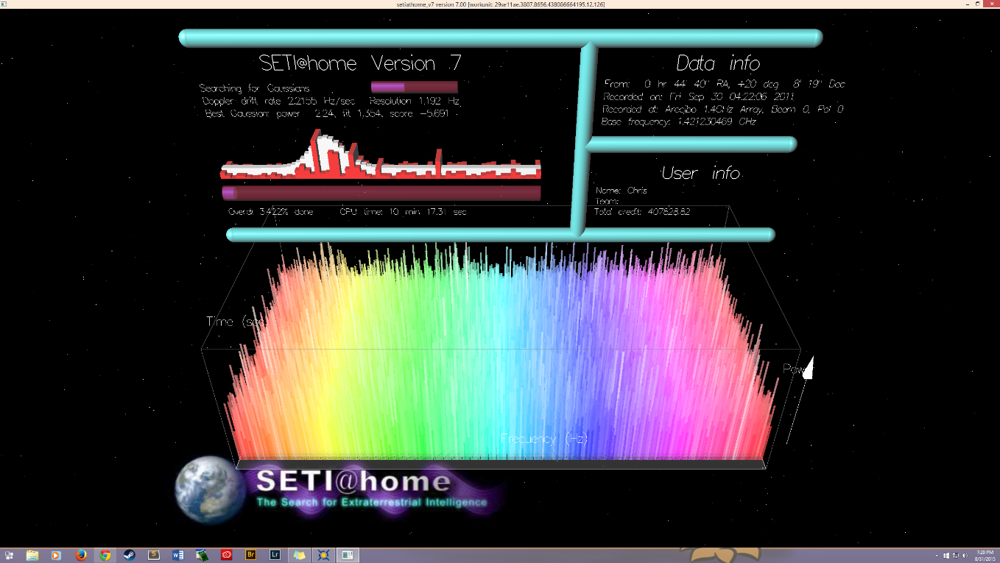 setiathome_v7 version 7.00 [workunit: 29se11ae.3807.8656.438086664195.12.126]
SETI@home Version 7
Searching for Gaussians
Doppler drift rate 2.2155 Hz/sec Resolution 1.192 Hz
Best Gaussian: power 2.24, fit 1.354, score -5.691
Overall 3.422% done CPU time: 10 min 17.31 sec
Data info
From: 0 hr 44' 40" RA, +20 deg 8' 19" Dec
Recorded on: Fri Sep 30 04:22:06 2011
Recorded at: Arecibo 1.4GHz Array, Beam 0, Pol 0
Base frequency: 1.421230469 GHz
User info
Name: Chris
Team:
Total credit: 407828.82
Time (sec
Power
Frequency (Hz)
SETI@home
The Search for Extraterrestrial Intelligence
S
W
Br
Lr
7:20 PM
8/31/2015